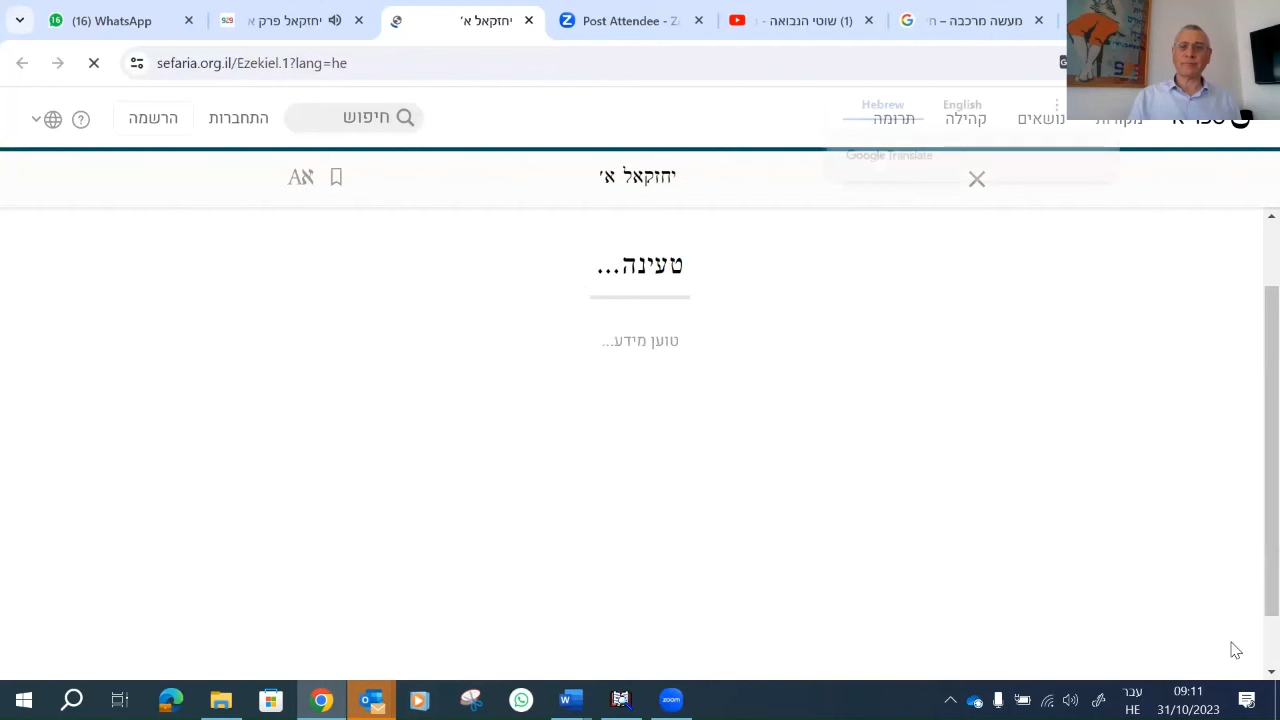 (16) WhatsApp
929 יחזקאל פרק א
יחזקאל א׳
Post Attendee - Z
(1) שוטי הנבואה -
מעשה מרכבה –
sefaria.org.il/Ezekiel.1?lang=he
Hebrew English
Google Translate
נושאים קהילה תרומה
חיפוש
התחברות
הרשמה
יחזקאל א׳
טעינה...
טוען מידע...
zoom
עבר
HE
09:11
31/10/2023